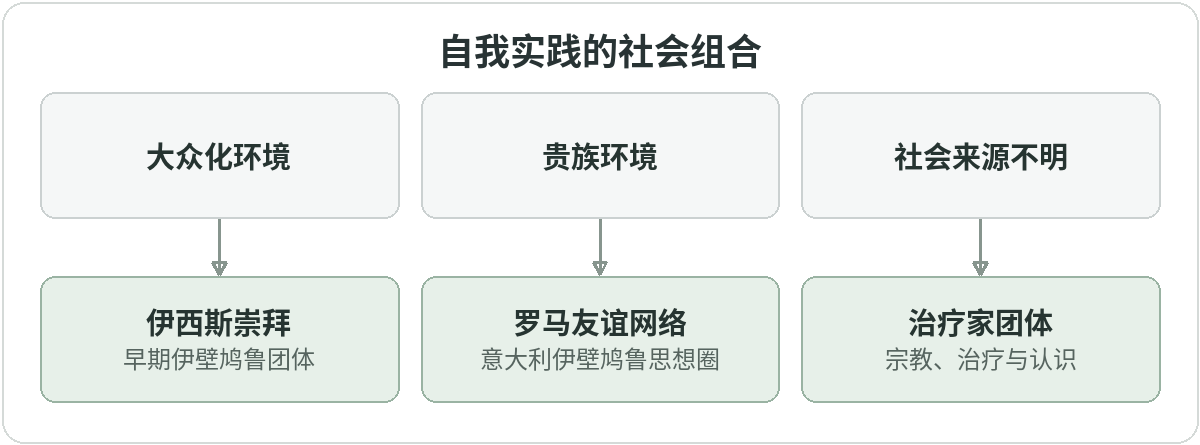 自我实践的社会组合
大众化环境
贵族环境
社会来源不明
伊西斯崇拜
早期伊壁鸠鲁团体
罗马友谊网络
意大利伊壁鸠鲁思想圈
治疗家团体
宗教、治疗与认识